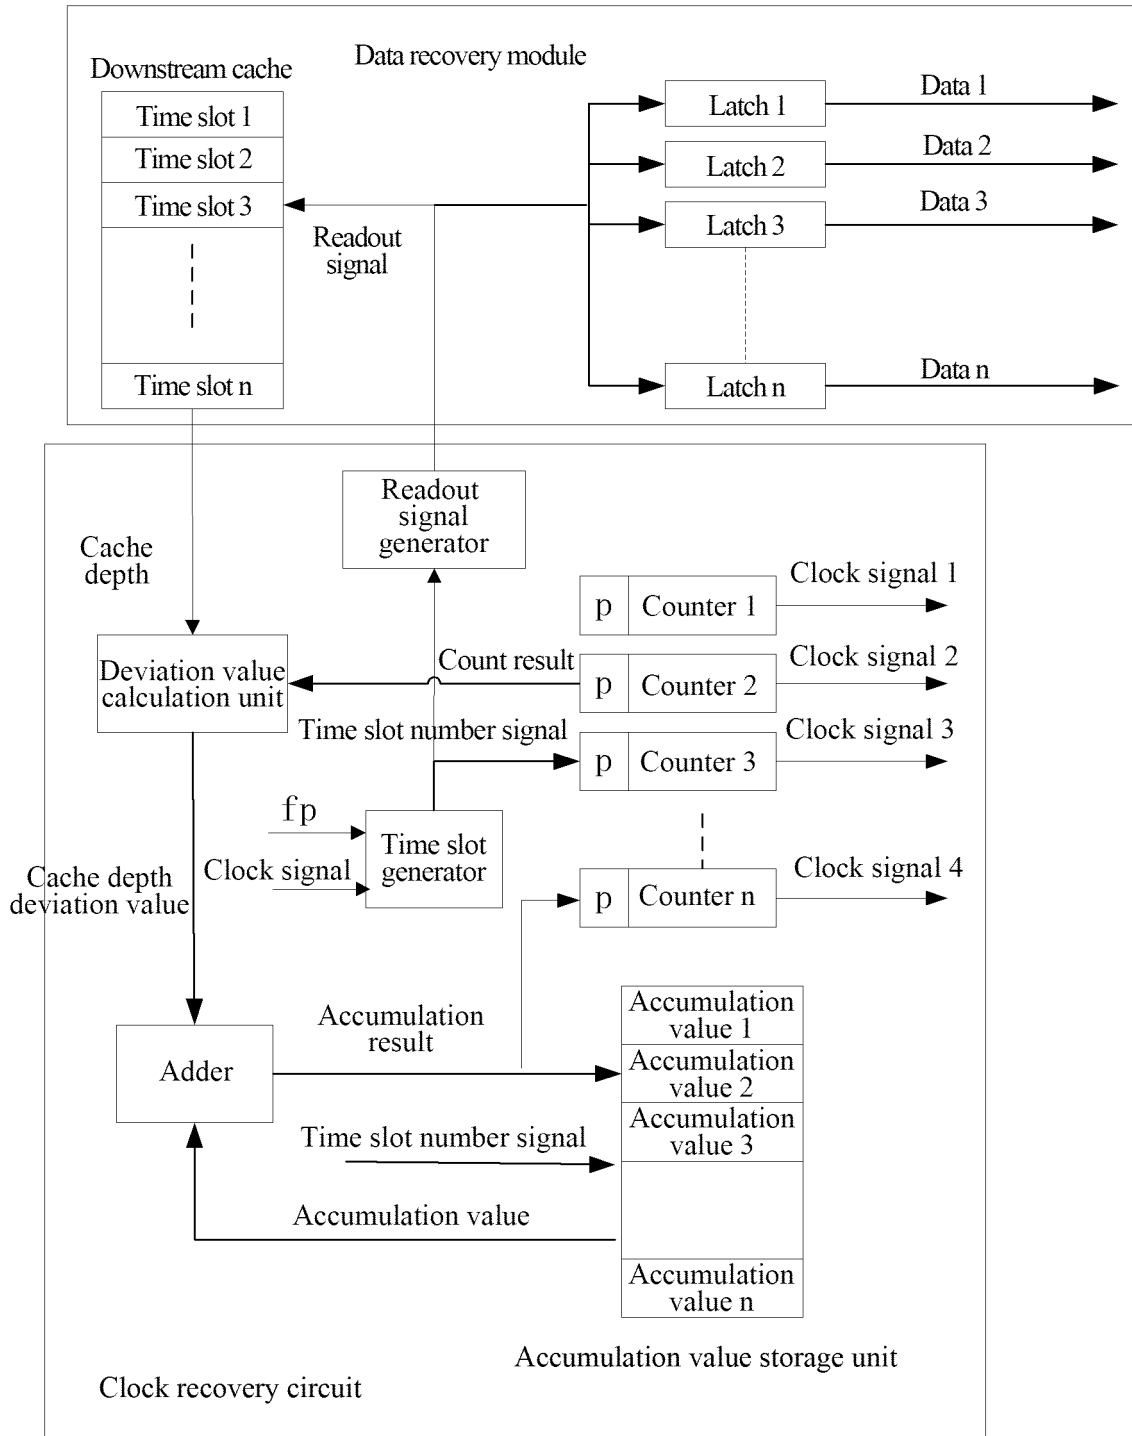 Data recovery module
Downstream cache
Time slot 1
Time slot 2
Time slot 3
Time slot n
Readout
signal
Latch 1
Data 1
Latch 2
Data 2
Latch 3
Data 3
Latch n
Data n
Readout
signal
generator
Cache
depth
Deviation value
calculation unit
Count result
Time slot number signal
p
Counter 1
Clock signal 1
p
Counter 2
Clock signal 2
p
Counter 3
Clock signal 3
p
Counter n
Clock signal 4
fp
Clock signal
Time slot
generator
Cache depth
deviation value
Adder
Accumulation
result
Time slot number signal
Accumulation value
Accumulation
value 1
Accumulation
value 2
Accumulation
value 3
Accumulation
value n
Accumulation value storage unit
Clock recovery circuit